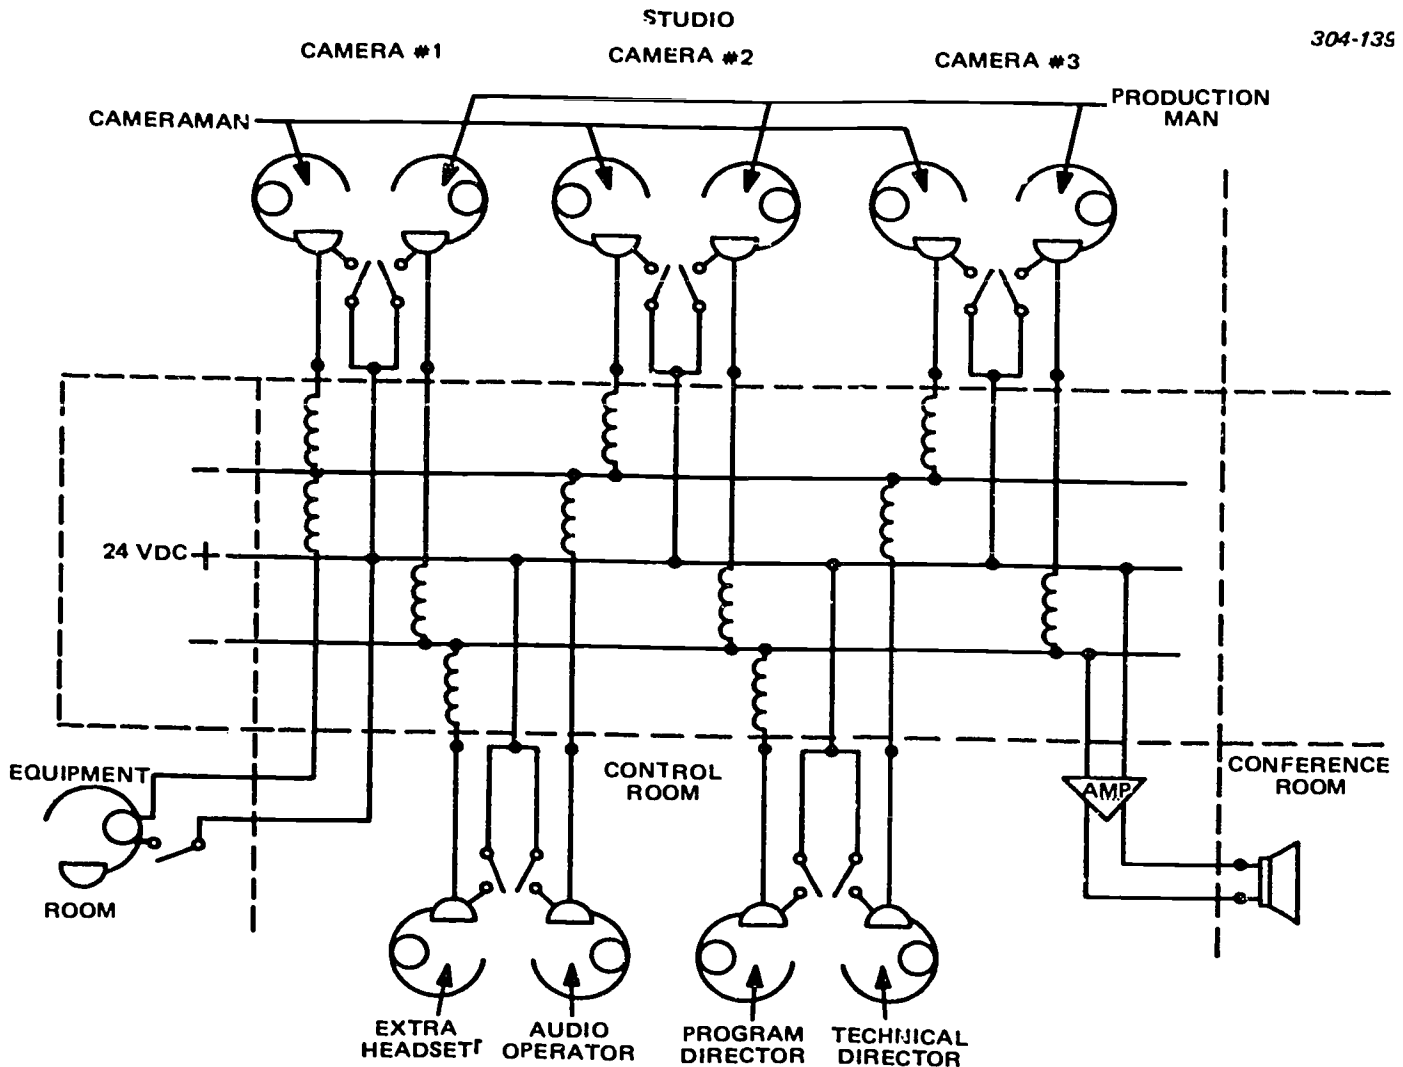 STUDIO
304-139
CAMERA #1
CAMERA #2
CAMERA #3
PRODUCTION
MAN
CAMERAMAN
24 VDC +
EQUIPMENT
ROOM
CONTROL
ROOM
AMP
CONFERENCE
ROOM
EXTRA
HEADSET
AUDIO
OPERATOR
PROGRAM
DIRECTOR
TECHNICAL
DIRECTOR